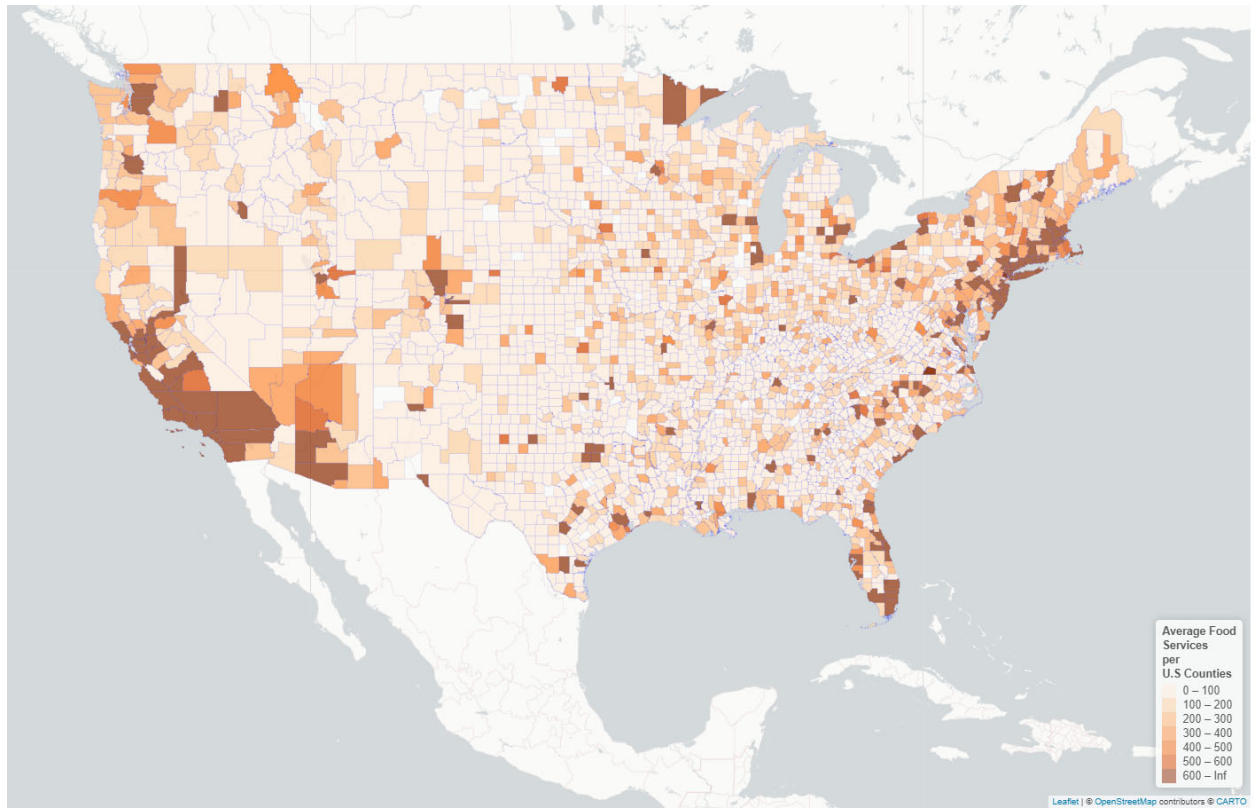 Average Food
Services
per
U.S Counties
0 – 100
100 – 200
200 – 300
300 – 400
400 – 500
500 – 600
600 – Inf
Leaflet | © OpenStreetMap contributors © CARTO